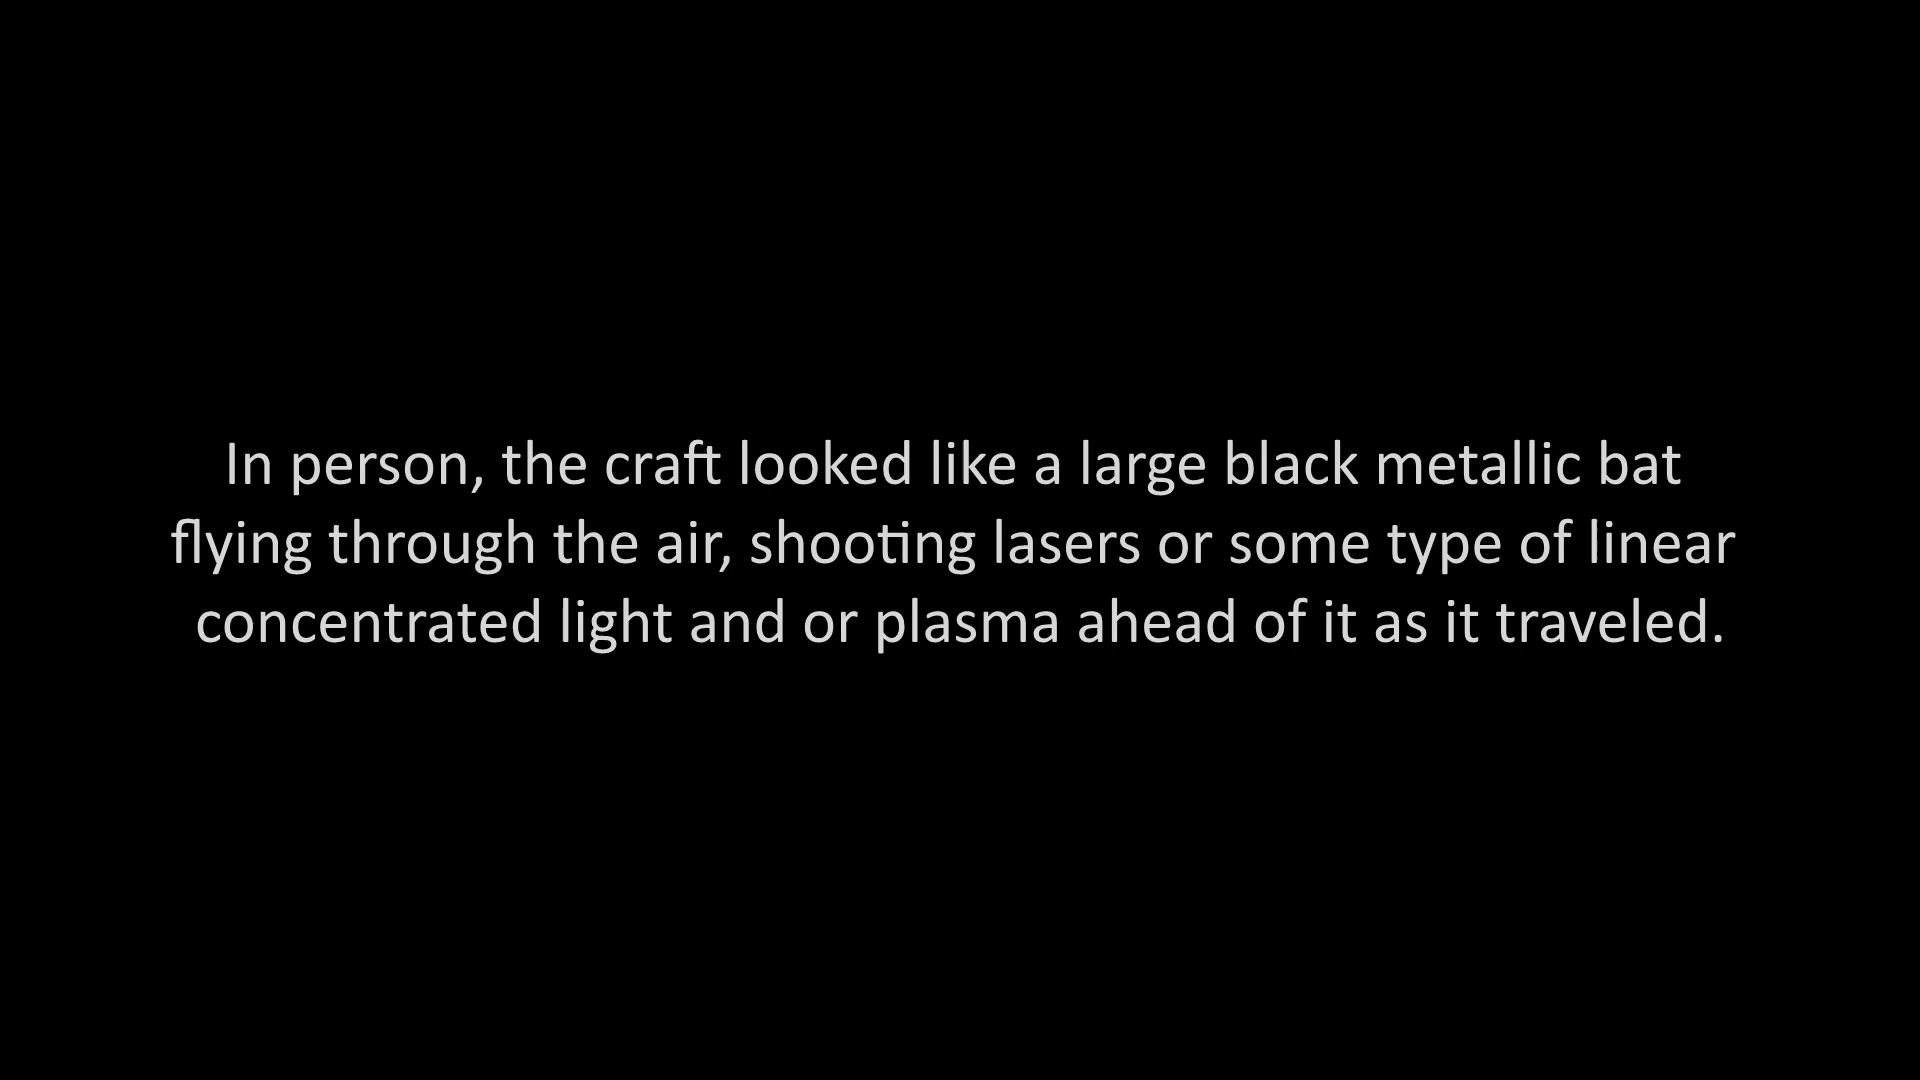 In person, the craft looked like a large black metallic bat
flying through the air, shooting lasers or some type of linear
concentrated light and or plasma ahead of it as it traveled.